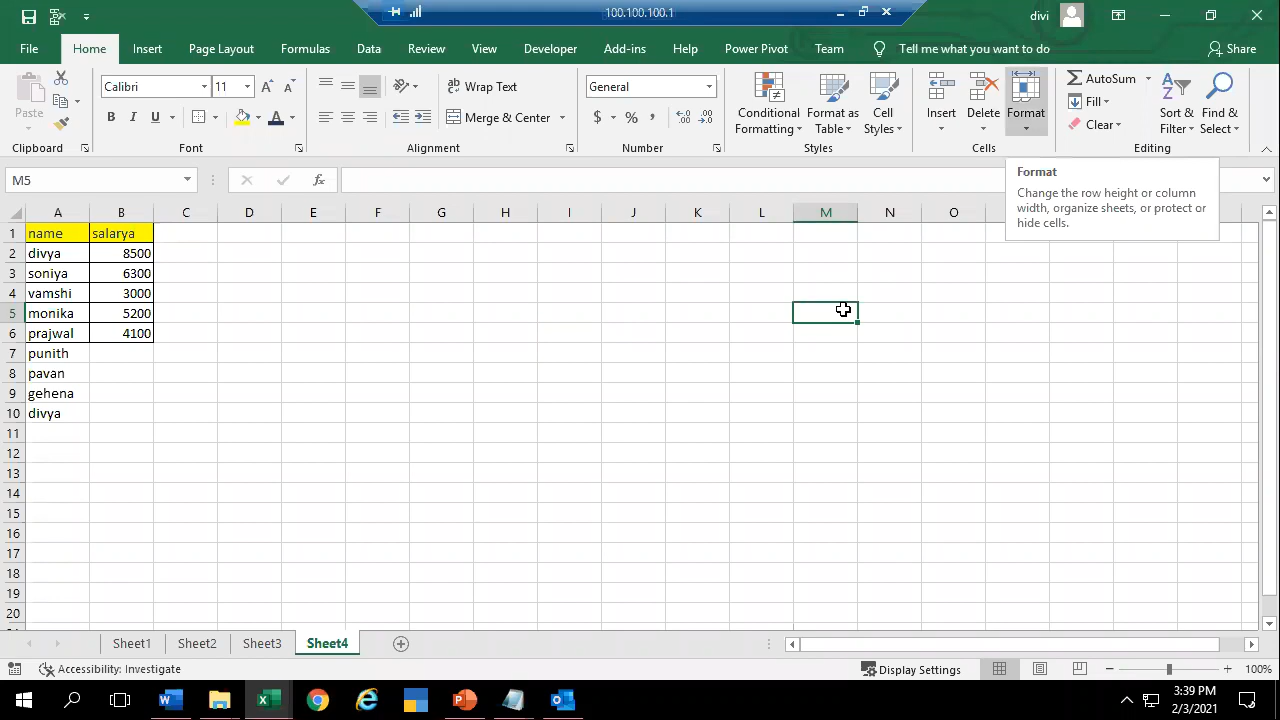 100.100.100.1
divi
File Home Insert Page Layout Formulas Data Review View Developer Add-ins Help Power Pivot Team Tell me what you want to do Share
Paste
Clipboard
Calibri 11
B I U
Font
Wrap Text
Merge & Center
Alignment
General
$ % ,
Number
Conditional Formatting
Format as Table
Cell Styles
Styles
Insert Delete Format
Cells
AutoSum
Fill
Clear
Sort & Filter
Find & Select
Editing
M5
fx
Format
Change the row height or column
width, organize sheets, or protect or
hide cells.
A B C D E F G H I J K L M N O
1 name salarya
2 divya 8500
3 soniya 6300
4 vamshi 3000
5 monika 5200
6 prajwal 4100
7 punith
8 pavan
9 gehena
10 divya
11
12
13
14
15
16
17
18
19
20
Sheet1 Sheet2 Sheet3 Sheet4
Accessibility: Investigate
Display Settings
100%
3:39 PM
2/3/2021